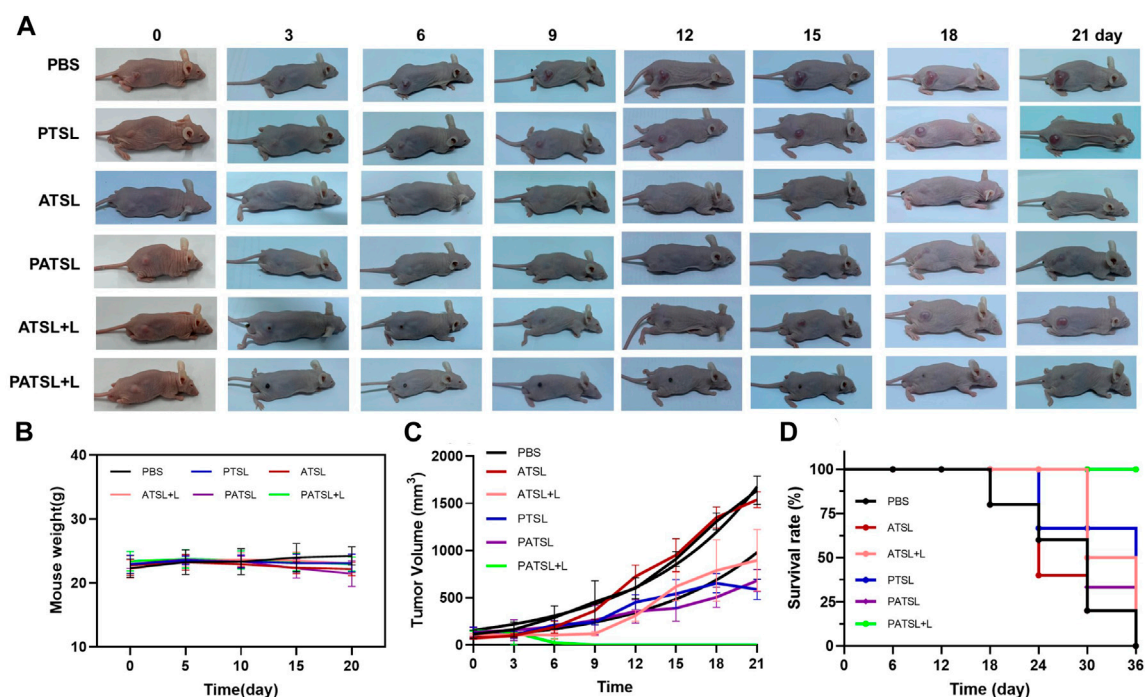 A
0 3 6 9 12 15 18 21 day
PBS
PTSL
ATSL
PATSL
ATSL+L
PATSL+L
B
Mouse weight(g)
40
30
20
10
PBS PTSL ATSL
ATSL+L PATSL PATSL+L
0 5 10 15 20
Time(day)
C
Tumor Volume (mm³)
2000
1500
1000
500
0
PBS
ATSL
ATSL+L
PTSL
PATSL
PATSL+L
0 3 6 9 12 15 18 21
Time
D
Survival rate (%)
100
75
50
25
0
PBS
ATSL
ATSL+L
PTSL
PATSL
PATSL+L
0 6 12 18 24 30 36
Time (day)